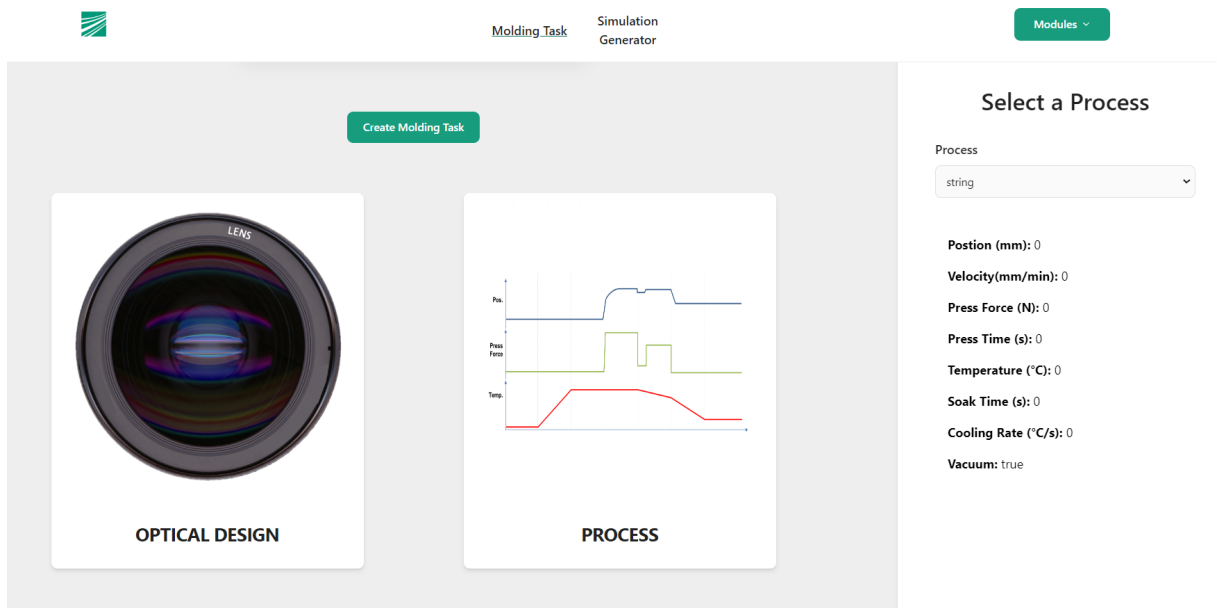 Molding Task
Simulation
Generator
Modules
Create Molding Task
LENS
OPTICAL DESIGN
Pos.
Press
Force
Temp.
PROCESS
Select a Process
Process
string
Postion (mm): 0
Velocity(mm/min): 0
Press Force (N): 0
Press Time (s): 0
Temperature (°C): 0
Soak Time (s): 0
Cooling Rate (°C/s): 0
Vacuum: true